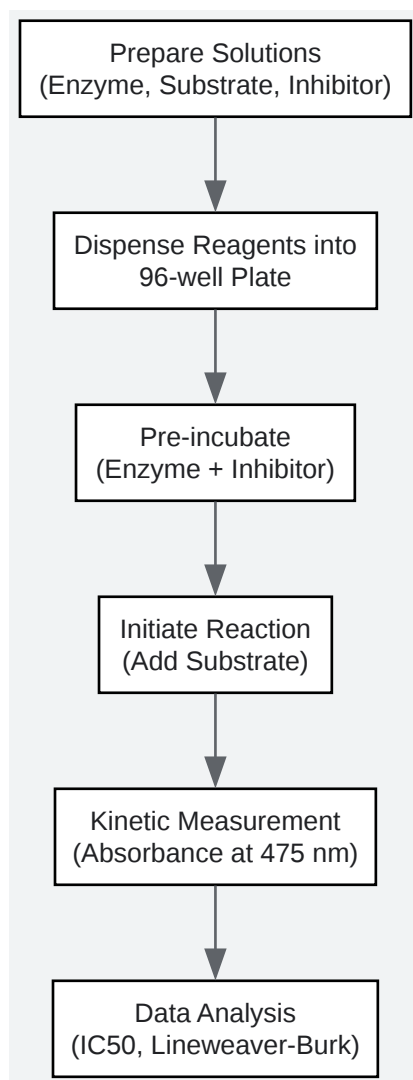 Prepare Solutions
(Enzyme, Substrate, Inhibitor)
Dispense Reagents into
96-well Plate
Pre-incubate
(Enzyme + Inhibitor)
Initiate Reaction
(Add Substrate)
Kinetic Measurement
(Absorbance at 475 nm)
Data Analysis
(IC50, Lineweaver-Burk)